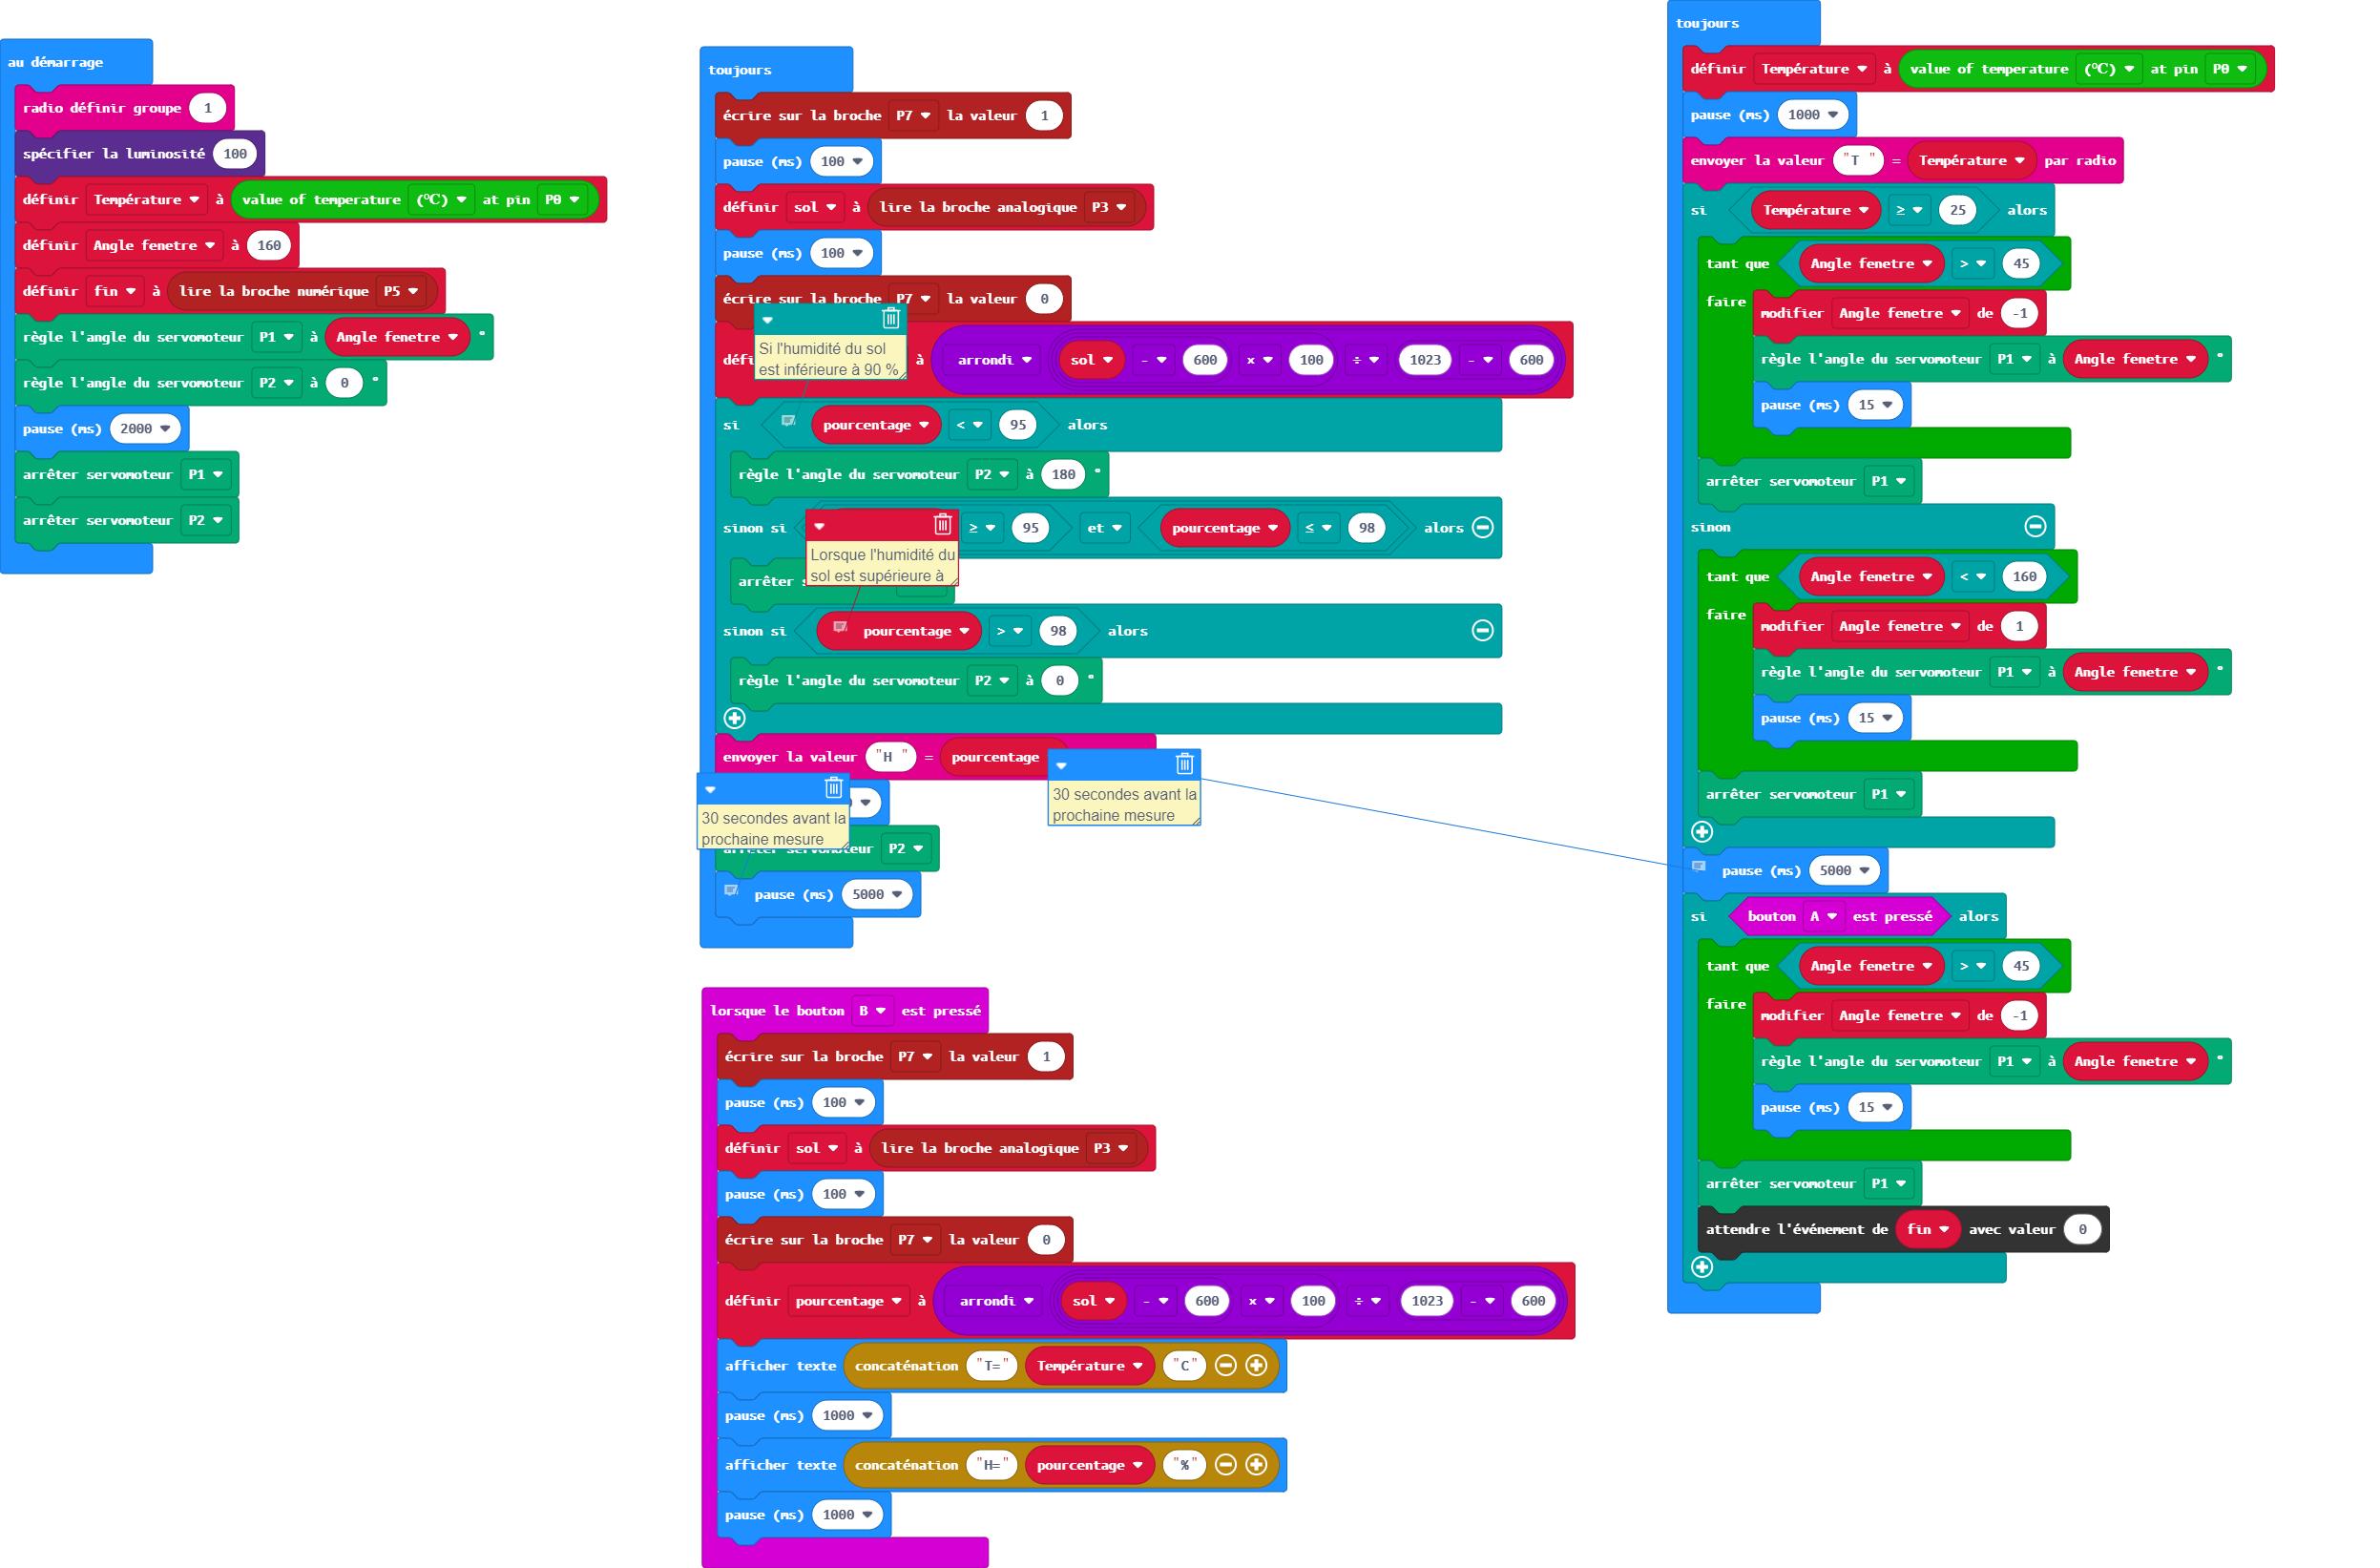 au démarrage
radio définir groupe 1
spécifier la luminosité 100
définir Température à value of temperature (℃) at pin P0
définir Angle fenetre à 160
définir fin à lire la broche numérique P5
règle l'angle du servomoteur P1 à Angle fenetre °
règle l'angle du servomoteur P2 à 0 °
pause (ms) 2000
arrêter servomoteur P1
arrêter servomoteur P2
toujours
écrire sur la broche P7 la valeur 1
pause (ms) 100
définir sol à lire la broche analogique P3
pause (ms) 100
écrire sur la broche P7 la valeur 0
à arrondi sol - 600 x 100 ÷ 1023 - 600
Si l'humidité du sol
est inférieure à 90 %
si pourcentage < 95 alors
règle l'angle du servomoteur P2 à 180 °
sinon si ≥ 95 et pourcentage ≤ 98 alors
Lorsque l'humidité du
sol est supérieure à
arrêter
sinon si pourcentage > 98 alors
règle l'angle du servomoteur P2 à 0 °
envoyer la valeur "H " = pourcentage
30 secondes avant la
prochaine mesure
30 secondes avant la
prochaine mesure
arrêter servomoteur P2
pause (ms) 5000
lorsque le bouton B est pressé
écrire sur la broche P7 la valeur 1
pause (ms) 100
définir sol à lire la broche analogique P3
pause (ms) 100
écrire sur la broche P7 la valeur 0
définir pourcentage à arrondi sol - 600 x 100 ÷ 1023 - 600
afficher texte concaténation "T=" Température "C"
pause (ms) 1000
afficher texte concaténation "H=" pourcentage "%"
pause (ms) 1000
toujours
définir Température à value of temperature (℃) at pin P0
pause (ms) 1000
envoyer la valeur "T " = Température par radio
si Température ≥ 25 alors
tant que Angle fenetre > 45
faire modifier Angle fenetre de -1
règle l'angle du servomoteur P1 à Angle fenetre °
pause (ms) 15
arrêter servomoteur P1
sinon
tant que Angle fenetre < 160
faire modifier Angle fenetre de 1
règle l'angle du servomoteur P1 à Angle fenetre °
pause (ms) 15
arrêter servomoteur P1
pause (ms) 5000
si bouton A est pressé alors
tant que Angle fenetre > 45
faire modifier Angle fenetre de -1
règle l'angle du servomoteur P1 à Angle fenetre °
pause (ms) 15
arrêter servomoteur P1
attendre l'événement de fin avec valeur 0